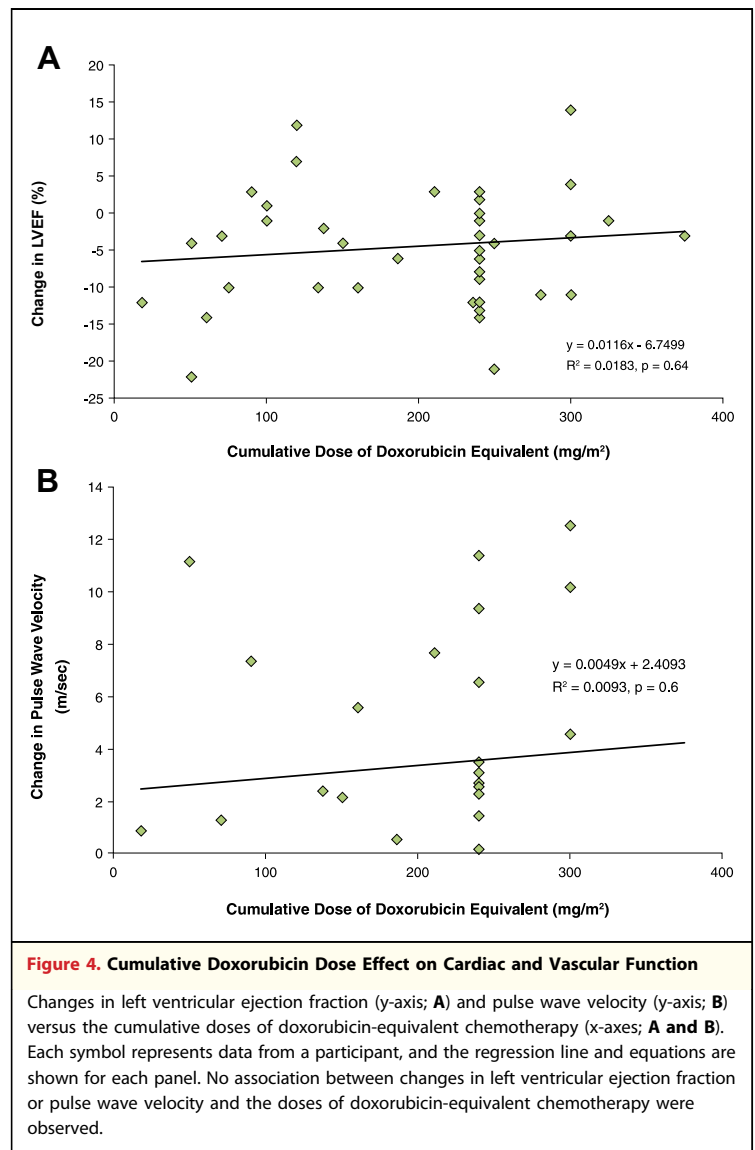 A
20
15
10
5
0
-5
-10
-15
-20
-25
Change in LVEF (%)
y = 0.0116x - 6.7499
R² = 0.0183, p = 0.64
0 100 200 300 400
Cumulative Dose of Doxorubicin Equivalent (mg/m²)
B
14
12
10
8
6
4
2
0
Change in Pulse Wave Velocity
(m/sec)
y = 0.0049x + 2.4093
R² = 0.0093, p = 0.6
0 100 200 300 400
Cumulative Dose of Doxorubicin Equivalent (mg/m²)
Figure 4. Cumulative Doxorubicin Dose Effect on Cardiac and Vascular Function
Changes in left ventricular ejection fraction (y-axis; A) and pulse wave velocity (y-axis; B)
versus the cumulative doses of doxorubicin-equivalent chemotherapy (x-axes; A and B).
Each symbol represents data from a participant, and the regression line and equations are
shown for each panel. No association between changes in left ventricular ejection fraction
or pulse wave velocity and the doses of doxorubicin-equivalent chemotherapy were
observed.